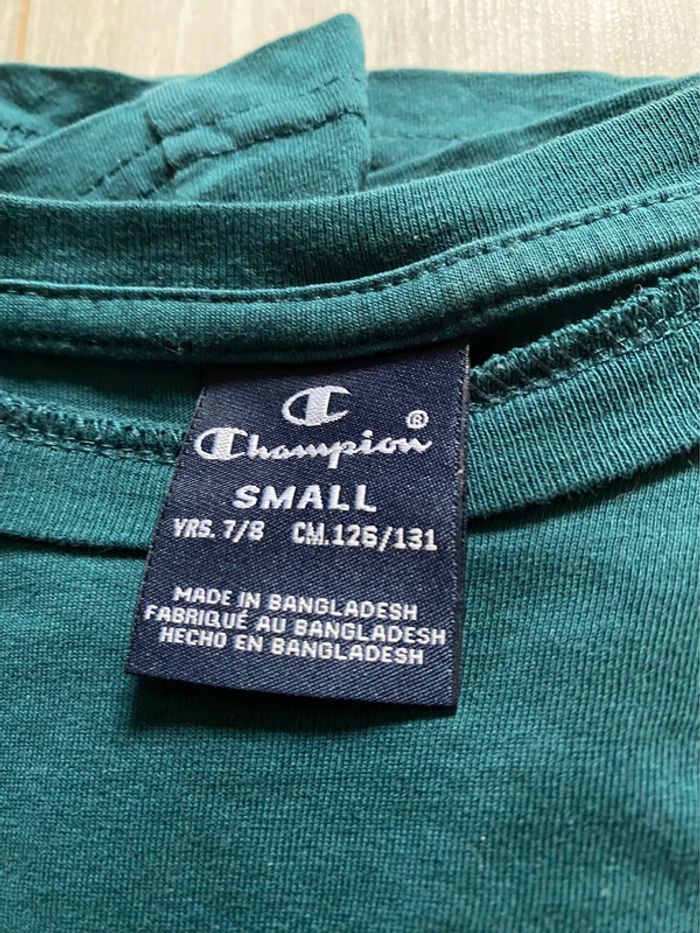 Champion®
SMALL
YRS. 7/8 CM.126/131
MADE IN BANGLADESH
FABRIQUÉ AU BANGLADESH
HECHO EN BANGLADESH